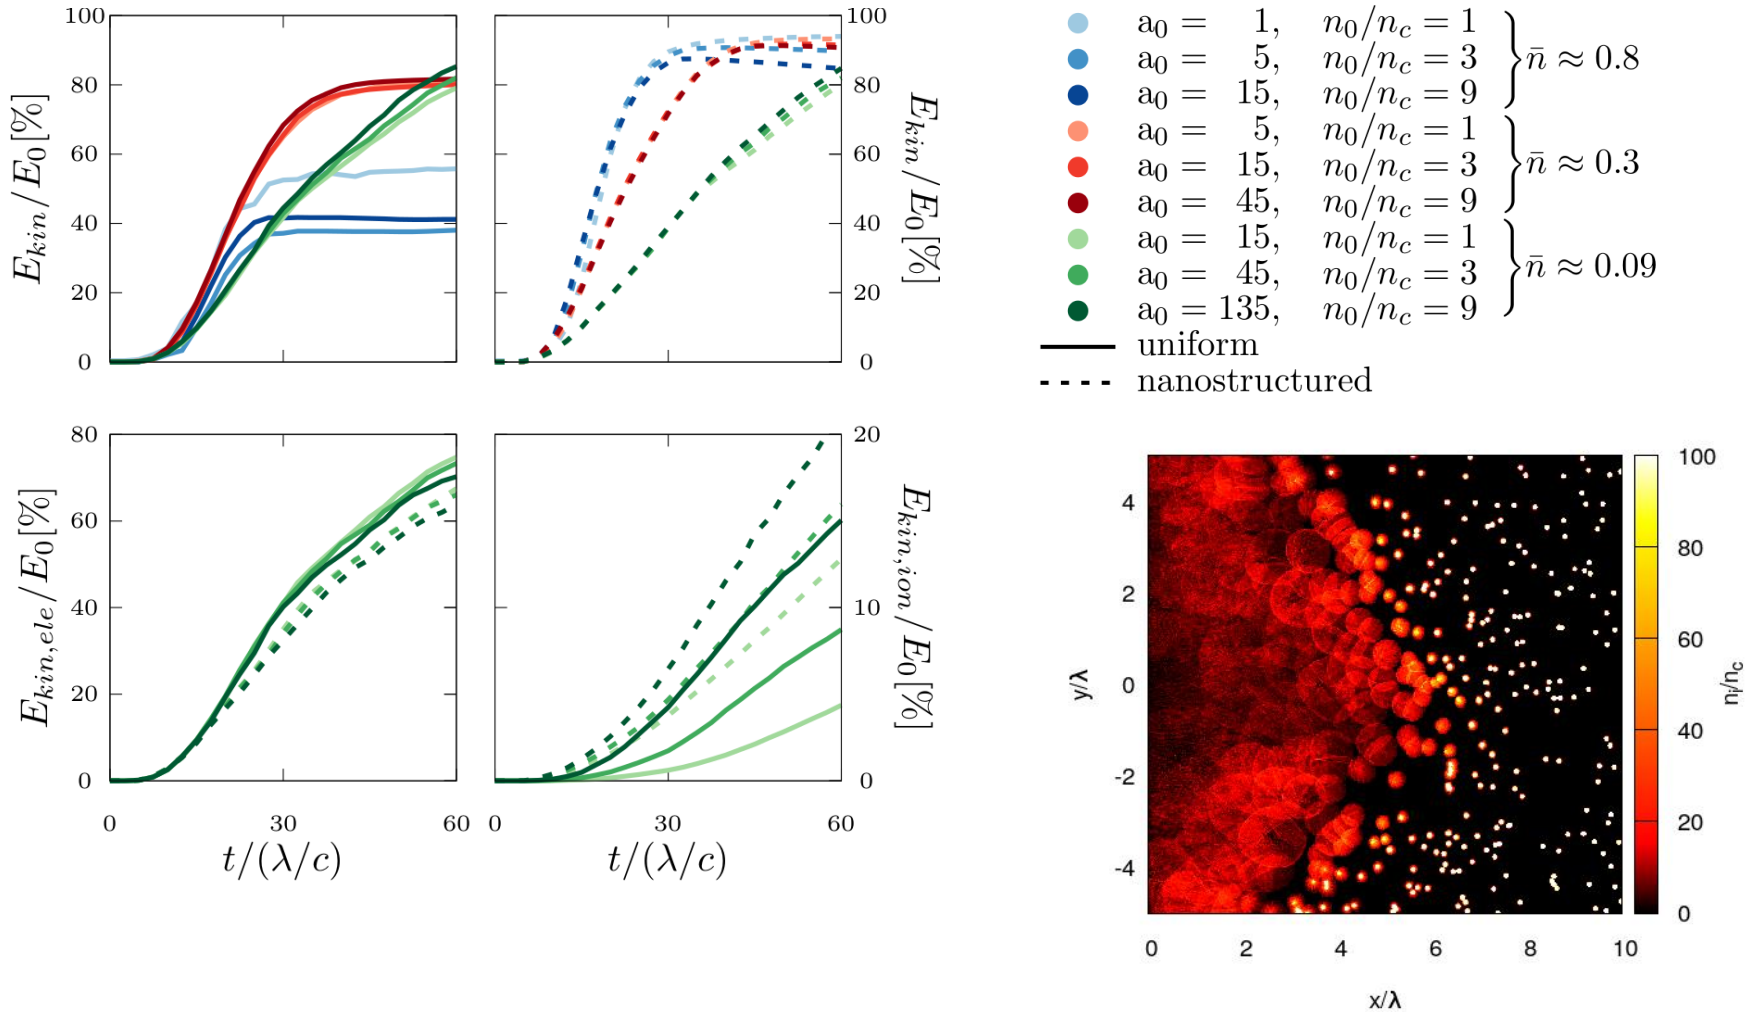 100
80
60
40
20
0
E_kin/E_0[%]
100
80
60
40
20
0
E_kin/E_0[%]
a_0 = 1, n_0/n_c = 1
a_0 = 5, n_0/n_c = 3
a_0 = 15, n_0/n_c = 9
n̄ ≈ 0.8
a_0 = 5, n_0/n_c = 1
a_0 = 15, n_0/n_c = 3
a_0 = 45, n_0/n_c = 9
n̄ ≈ 0.3
a_0 = 15, n_0/n_c = 1
a_0 = 45, n_0/n_c = 3
a_0 = 135, n_0/n_c = 9
n̄ ≈ 0.09
uniform
nanostructured
80
60
40
20
0
E_kin,ele/E_0[%]
0 30 60
t/(λ/c)
20
10
0
E_kin,ion/E_0[%]
0 30 60
t/(λ/c)
4
2
0
-2
-4
y/λ
0 2 4 6 8 10
x/λ
100
80
60
40
20
0
n_i/n_c